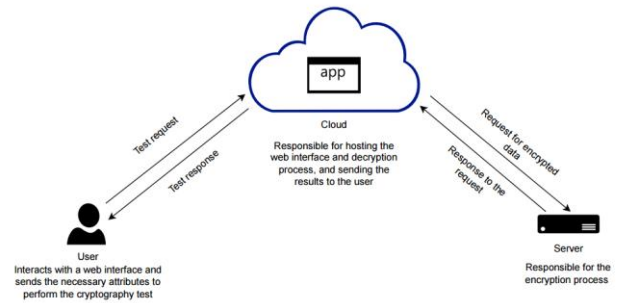 app
Cloud
Responsible for hosting the
web interface and decryption
process, and sending the
results to the user
Test request
Test response
Request for encrypted
data
Response to the
request
User
Interacts with a web interface and
sends the necessary attributes to
perform the cryptography test
Server
Responsible for the
encryption process